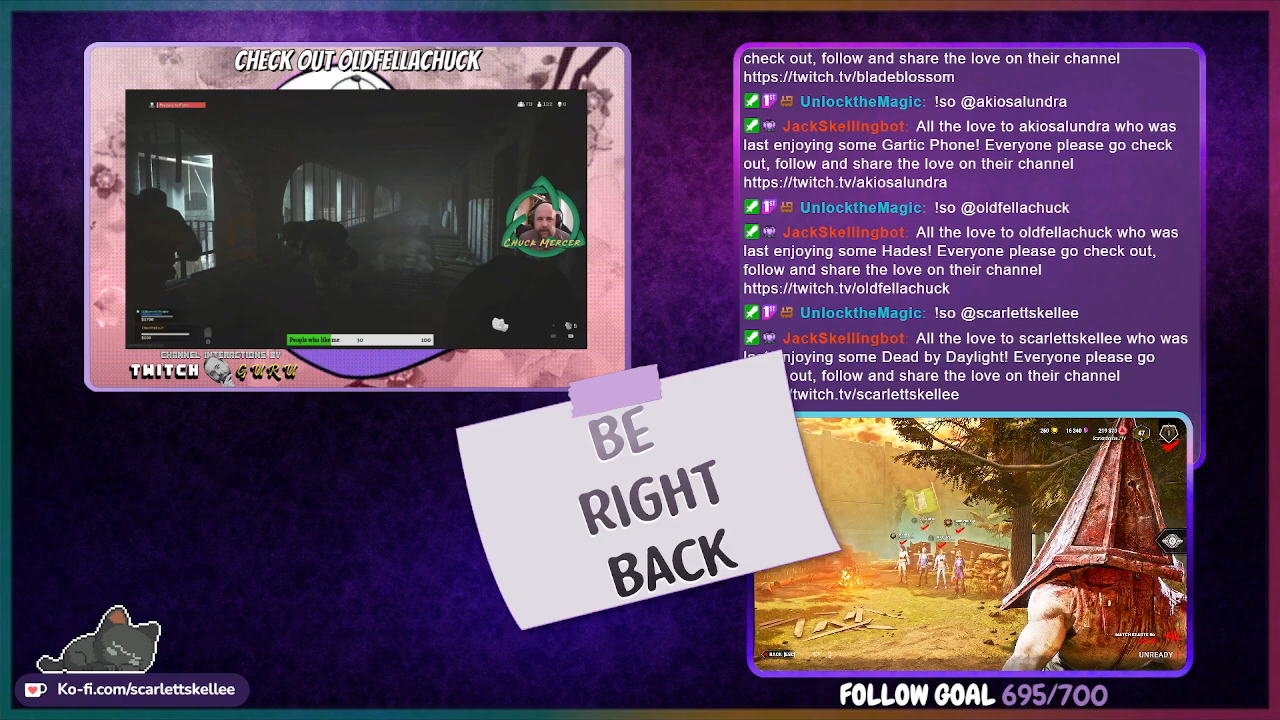 CHECK OUT OLDFELLACHUCK
CHUCK MERCER
People who like me 30 100
CHANNEL INTERACTIONS BY
TWITCH GURU
check out, follow and share the love on their channel
https://twitch.tv/bladeblossom
UnlocktheMagic: !so @akiosalundra
JackSkellingbot: All the love to akiosalundra who was
last enjoying some Gartic Phone! Everyone please go check
out, follow and share the love on their channel
https://twitch.tv/akiosalundra
UnlocktheMagic: !so @oldfellachuck
JackSkellingbot: All the love to oldfellachuck who was
last enjoying some Hades! Everyone please go check out,
follow and share the love on their channel
https://twitch.tv/oldfellachuck
UnlocktheMagic: !so @scarlettskellee
JackSkellingbot: All the love to scarlettskellee who was
enjoying some Dead by Daylight! Everyone please go
out, follow and share the love on their channel
twitch.tv/scarlettskellee
BE
RIGHT
BACK
BACK [ESC]
UNREADY
Ko-fi.com/scarlettskellee
FOLLOW GOAL 695/700